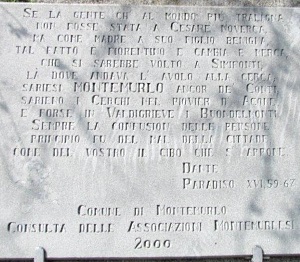 SE LA GENTE CH AL MONDO PIÙ TRALIGNA
NON FOSSE STATA A CESARE NOVERCA
MA COME MADRE A SUO FIGLIO BENIGNA
TAL FATTO E FIORENTINO E CAMBIA E MERCA
CHE SI SAREBBE VOLTO A SIMIFONTI
LÀ DOVE ANDAVA L'AVOLO ALLA CERCA
SARIESI MONTEMURLO ANCOR DE CONTI
SARIENO I CERCHI NEL PIOVIER D ACONE
E FORSE IN VALDIGRIEVE I BUONDELMONTI
SEMPRE LA CONFUSION DELLE PERSONE
PRINCIPIO FU DEL MAL DELLA CITTADE
COME DEL VOSTRO IL CIBO CHE S'APPONE
DANTE
PARADISO XVI,59-67
COMUNE DI MONTEMURLO
CONSULTA DELLE ASSOCIAZIONI MONTEMURLESI
2000